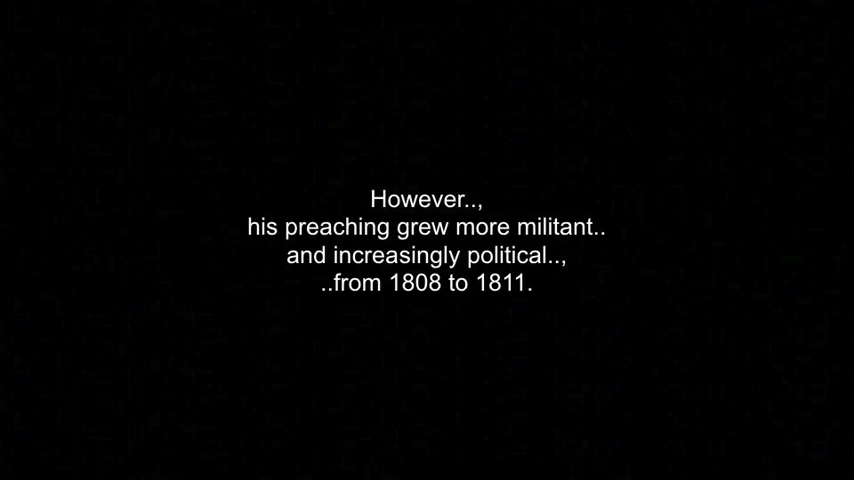 However..,
his preaching grew more militant..
and increasingly political..,
..from 1808 to 1811.